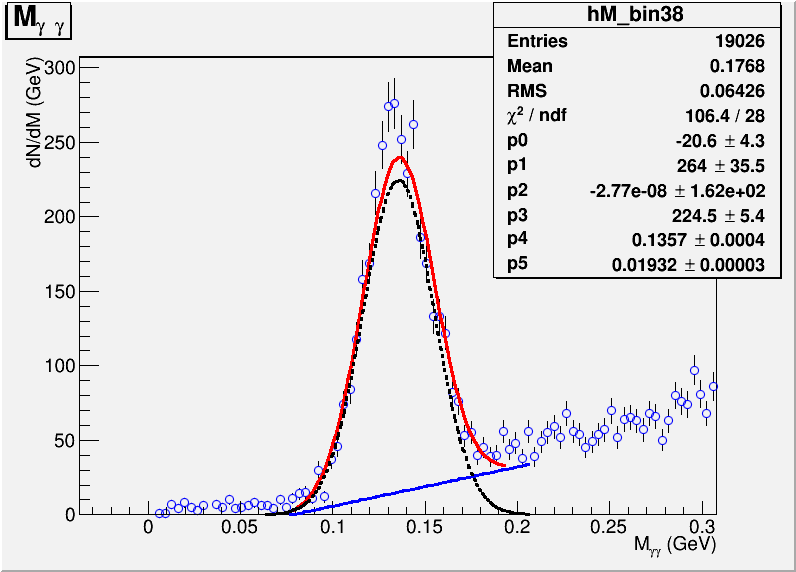 Mγ γ
hM_bin38
Entries 19026
Mean 0.1768
RMS 0.06426
χ² / ndf 106.4 / 28
p0 -20.6 ± 4.3
p1 264 ± 35.5
p2 -2.77e-08 ± 1.62e+02
p3 224.5 ± 5.4
p4 0.1357 ± 0.0004
p5 0.01932 ± 0.00003
dN/dM (GeV)
300
250
200
150
100
50
0
0 0.05 0.1 0.15 0.2 0.25 0.3
Mγγ (GeV)